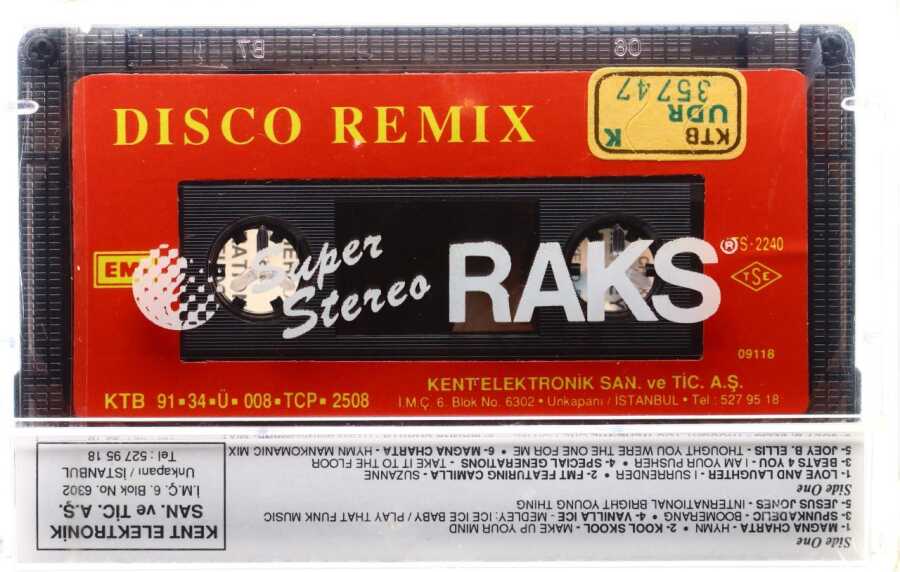 B7
08
DISCO REMIX
KTB K
UDR
35747
EMI
Super
Stereo
RAKS
® TS-2240
TSE
09118
KENT ELEKTRONİK SAN. ve TİC. A.Ş.
KTB 91▪34▪Ü▪008▪TCP▪2508
İ.M.Ç. 6. Blok No. 6302 • Unkapanı / İSTANBUL • Tel : 527 95 18
Side One
1- MAGNA CHARTA - HYMN • 2- KOOL SKOOL - MAKE UP YOUR MIND
3- SPUNKADELIC - BOOMERANG • 4- VANILLA ICE - MEDLEY: ICE ICE BABY / PLAY THAT FUNK MUSIC
5- JESUS JONES - INTERNATIONAL BRIGHT YOUNG THING
Side One
1- LOVE AND LAUGHTER - I SURRENDER • 2- FMT FEATURING CAMILLA - SUZANNE
3- BEATS 4 YOU - I AM YOUR PUSHER • 4- SPECIAL GENERATIONS - TAKE IT TO THE FLOOR
5- JOEY B. ELLIS - THOUGHT YOU WERE THE ONE FOR ME • 6- MAGNA CHARTA - HYMN MANKOMANIC MIX
KENT ELEKTRONİK
SAN. ve TİC. A.Ş.
İ.M.Ç. 6. Blok No. 6302
Unkapanı / İSTANBUL
Tel : 527 95 18